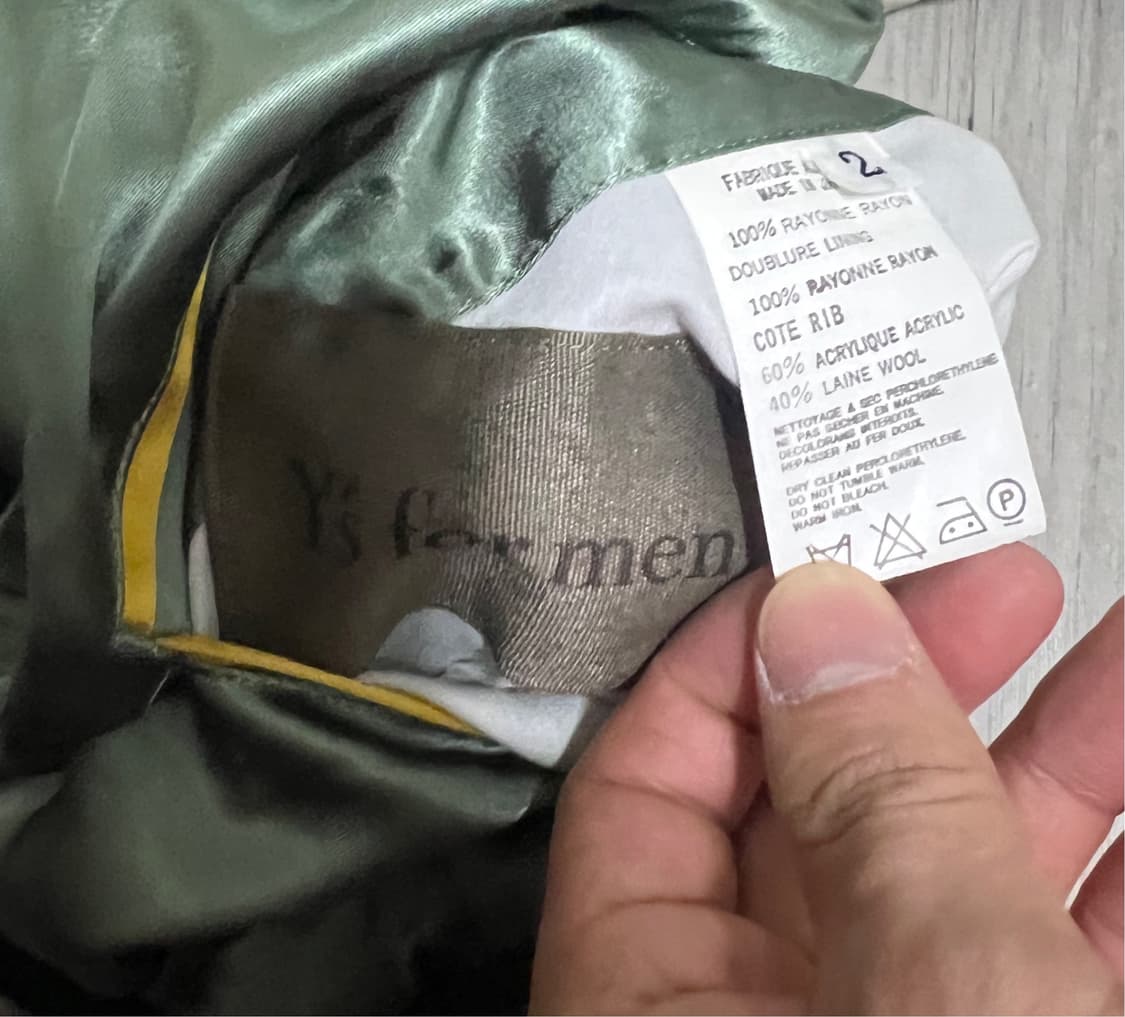 Y's for men
2
FABRIQUE
MADE IN
100% RAYONNE RAYON
DOUBLURE LINING
100% RAYONNE RAYON
COTE RIB
60% ACRYLIQUE ACRYLIC
40% LAINE WOOL
NETTOYAGE A SEC PERCHLORETHYLENE
NE PAS SECHER EN MACHINE,
DECOLORANS INTERDITS,
REPASSER AU FER DOUX,
DRY CLEAN PERCLORETHYLENE,
DO NOT TUMBLE WARM,
DO NOT BLEACH,
WARM IRON,
P